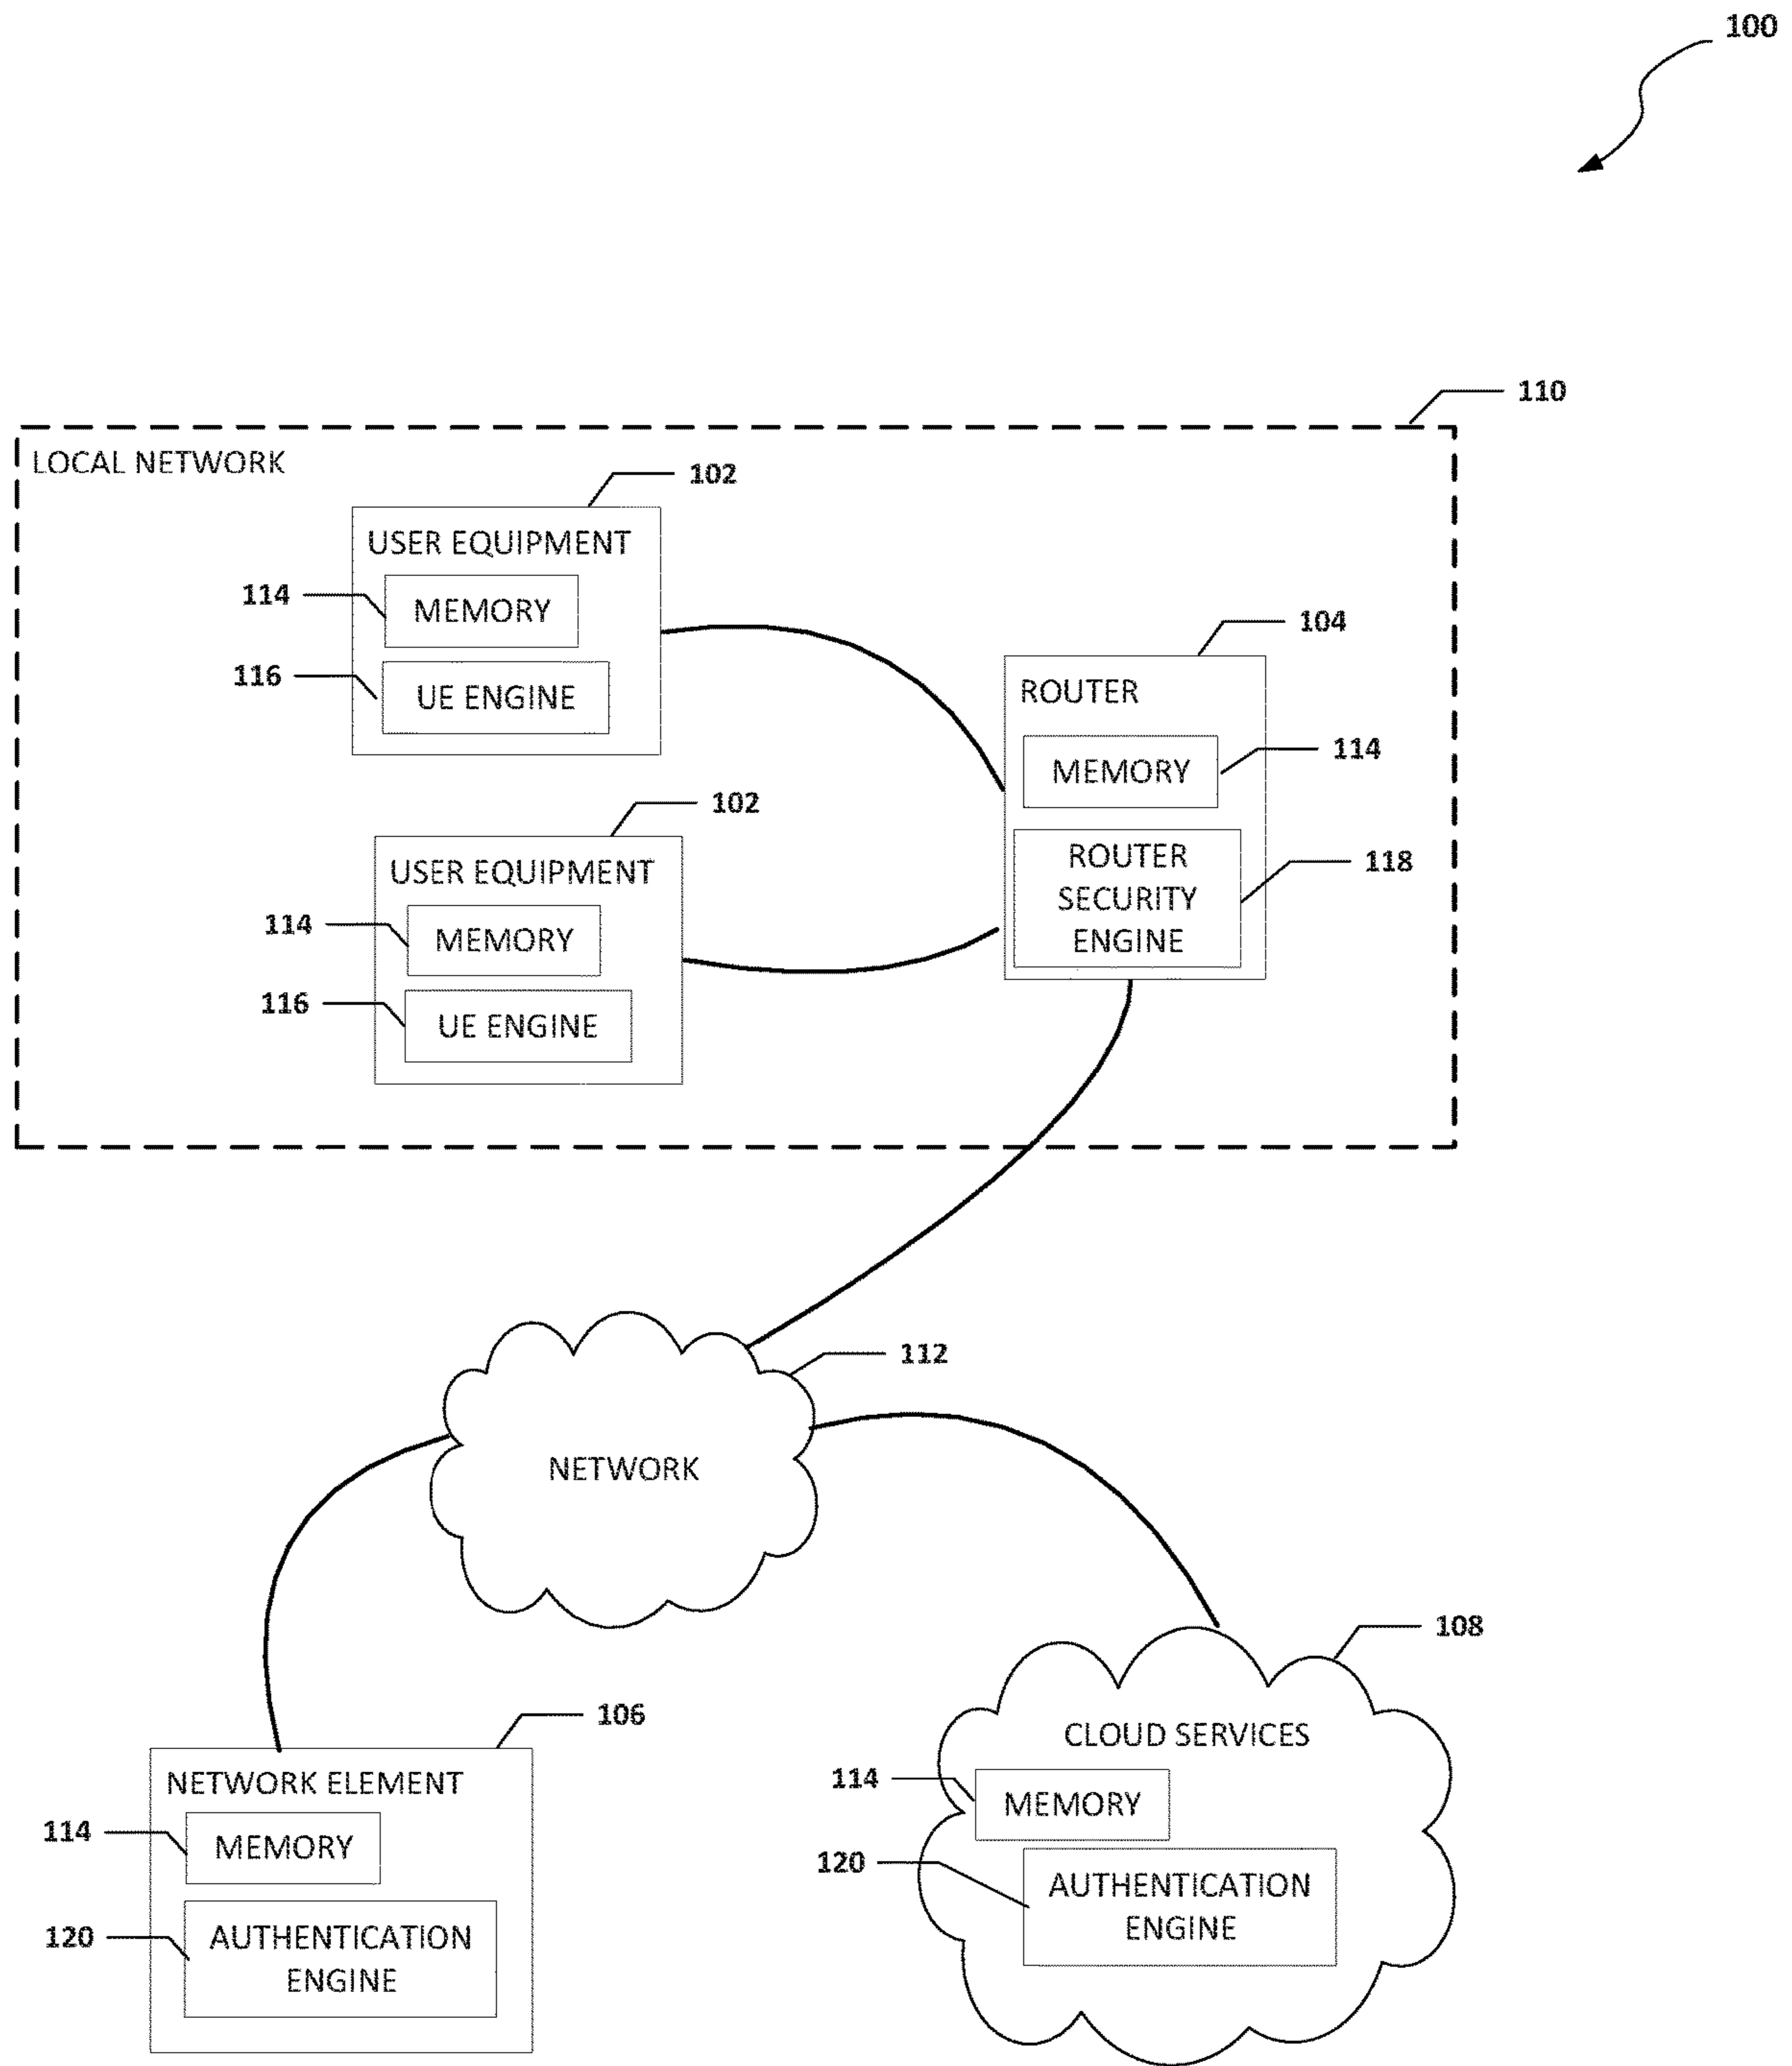 100
110
LOCAL NETWORK
102
USER EQUIPMENT
114
MEMORY
116
UE ENGINE
104
ROUTER
MEMORY
114
ROUTER
SECURITY
ENGINE
118
102
USER EQUIPMENT
114
MEMORY
116
UE ENGINE
112
NETWORK
106
NETWORK ELEMENT
114
MEMORY
120
AUTHENTICATION
ENGINE
108
CLOUD SERVICES
114
MEMORY
120
AUTHENTICATION
ENGINE